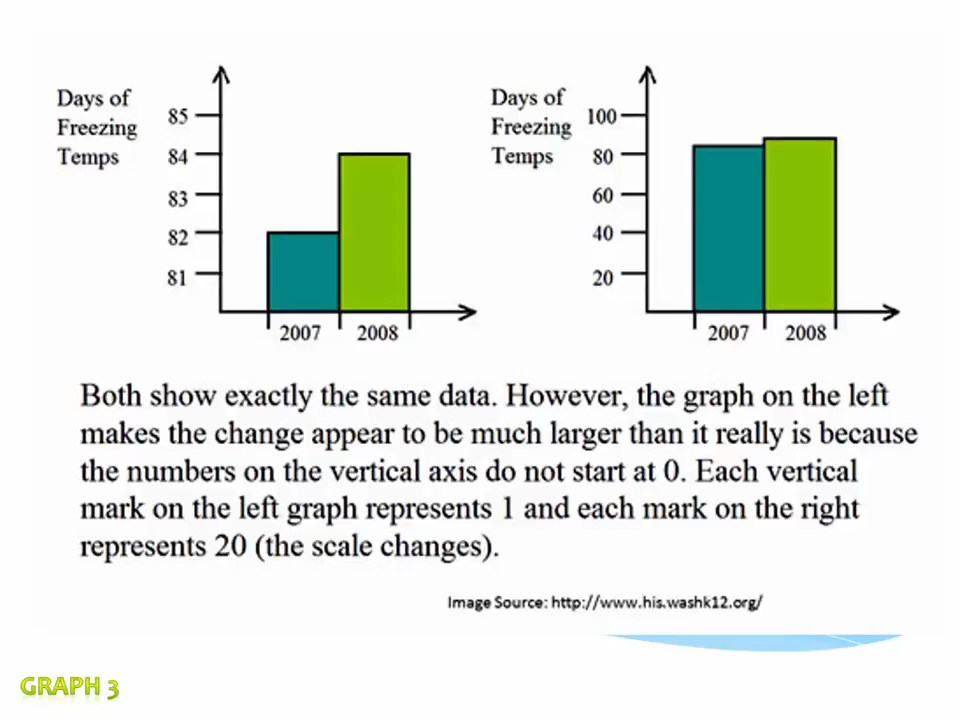 Days of
Freezing
Temps
85
84
83
82
81
2007 2008
Days of
Freezing
Temps
100
80
60
40
20
2007 2008
Both show exactly the same data. However, the graph on the left
makes the change appear to be much larger than it really is because
the numbers on the vertical axis do not start at 0. Each vertical
mark on the left graph represents 1 and each mark on the right
represents 20 (the scale changes).
Image Source: http://www.his.washk12.org/
GRAPH 3